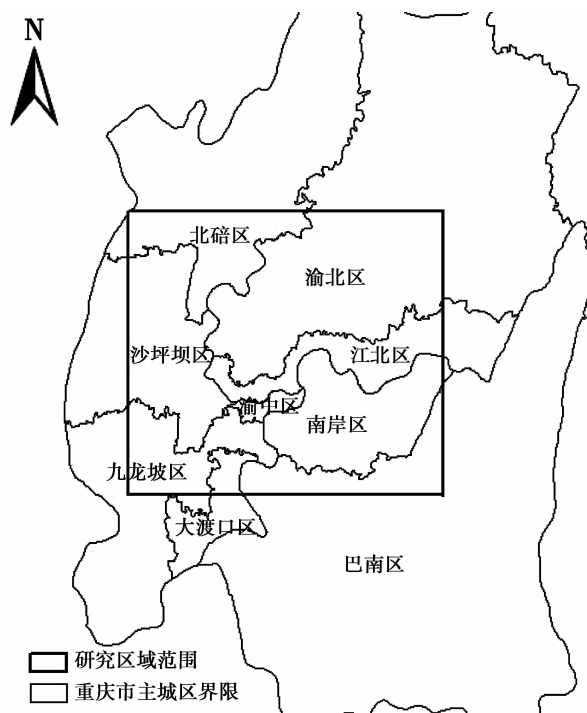 N
北碚区
渝北区
沙坪坝区
江北区
渝中区
南岸区
九龙坡区
大渡口区
巴南区
研究区域范围
重庆市主城区界限